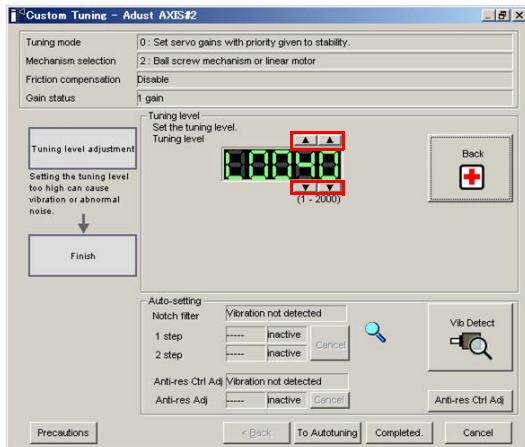 Custom Tuning - Adust AXIS#2
Tuning mode 0 : Set servo gains with priority given to stability.
Mechanism selection 2 : Ball screw mechanism or linear motor
Friction compensation Disable
Gain status 1 gain
Tuning level adjustment
Setting the tuning level
too high can cause
vibration or abnormal
noise.
Finish
Tuning level
Set the tuning level.
Tuning level
00040
(1 - 2000)
Back
Auto-setting
Notch filter Vibration not detected
1 step ----- inactive
Cancel
2 step ----- inactive
Anti-res Ctrl Adj Vibration not detected
Anti-res Adj ----- inactive Cancel
Vib Detect
Anti-res Ctrl Adj
Precautions < Back To Autotuning Completed. Cancel